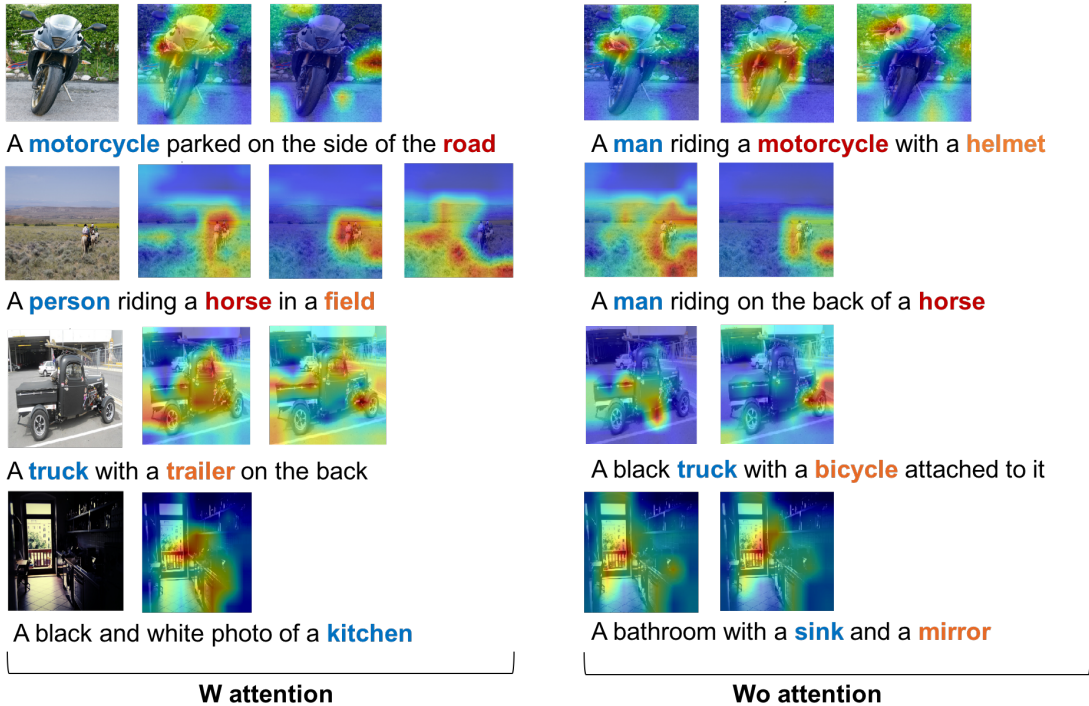 A motorcycle parked on the side of the road
A man riding a motorcycle with a helmet
A person riding a horse in a field
A man riding on the back of a horse
A truck with a trailer on the back
A black truck with a bicycle attached to it
A black and white photo of a kitchen
A bathroom with a sink and a mirror
W attention
Wo attention